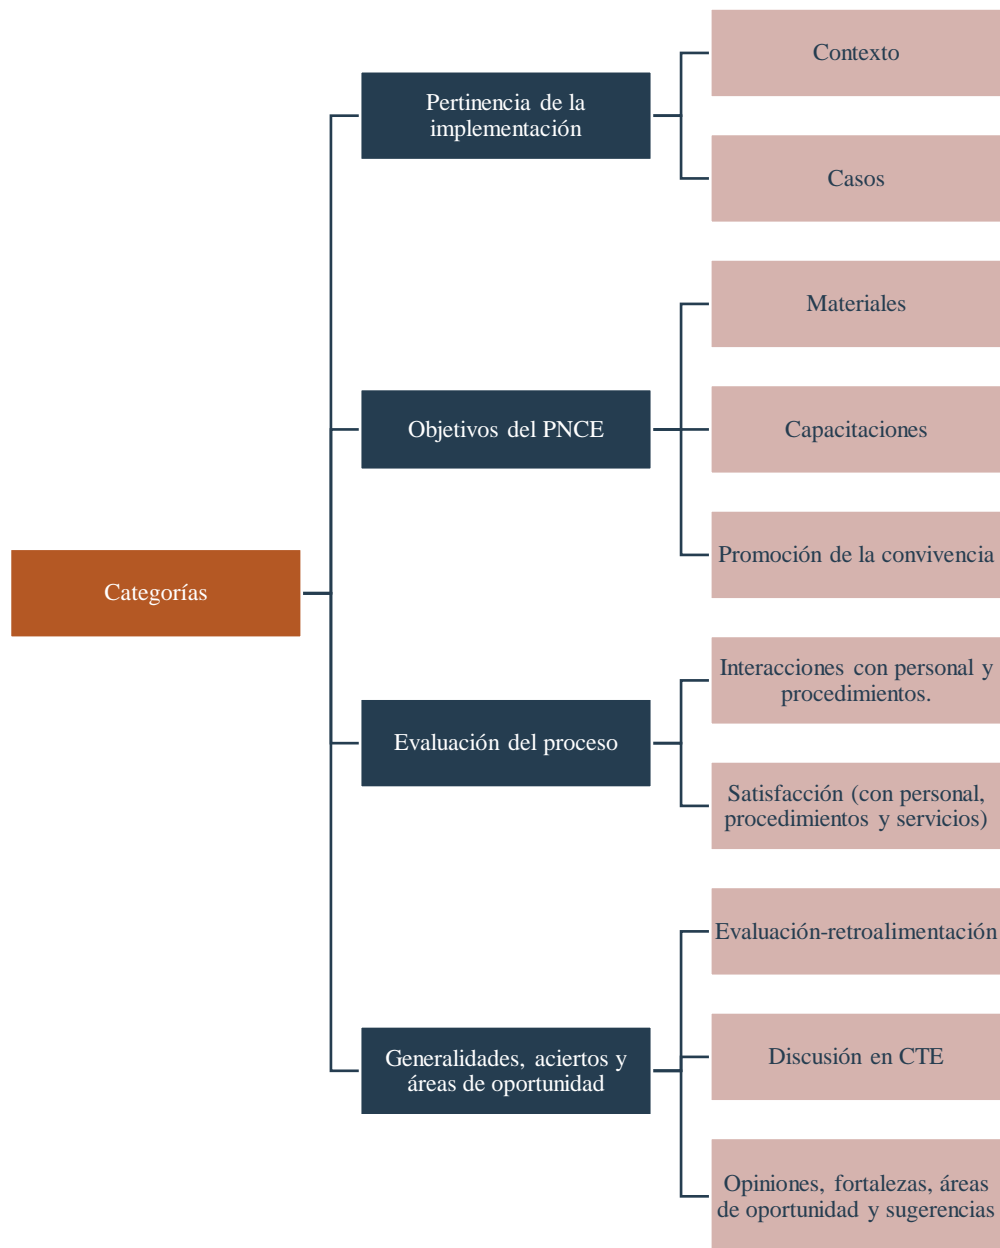 Categorías
Pertinencia de la
implementación
Contexto
Casos
Objetivos del PNCE
Materiales
Capacitaciones
Promoción de la convivencia
Evaluación del proceso
Interacciones con personal y
procedimientos.
Satisfacción (con personal,
procedimientos y servicios)
Generalidades, aciertos y
áreas de oportunidad
Evaluación-retroalimentación
Discusión en CTE
Opiniones, fortalezas, áreas
de oportunidad y sugerencias